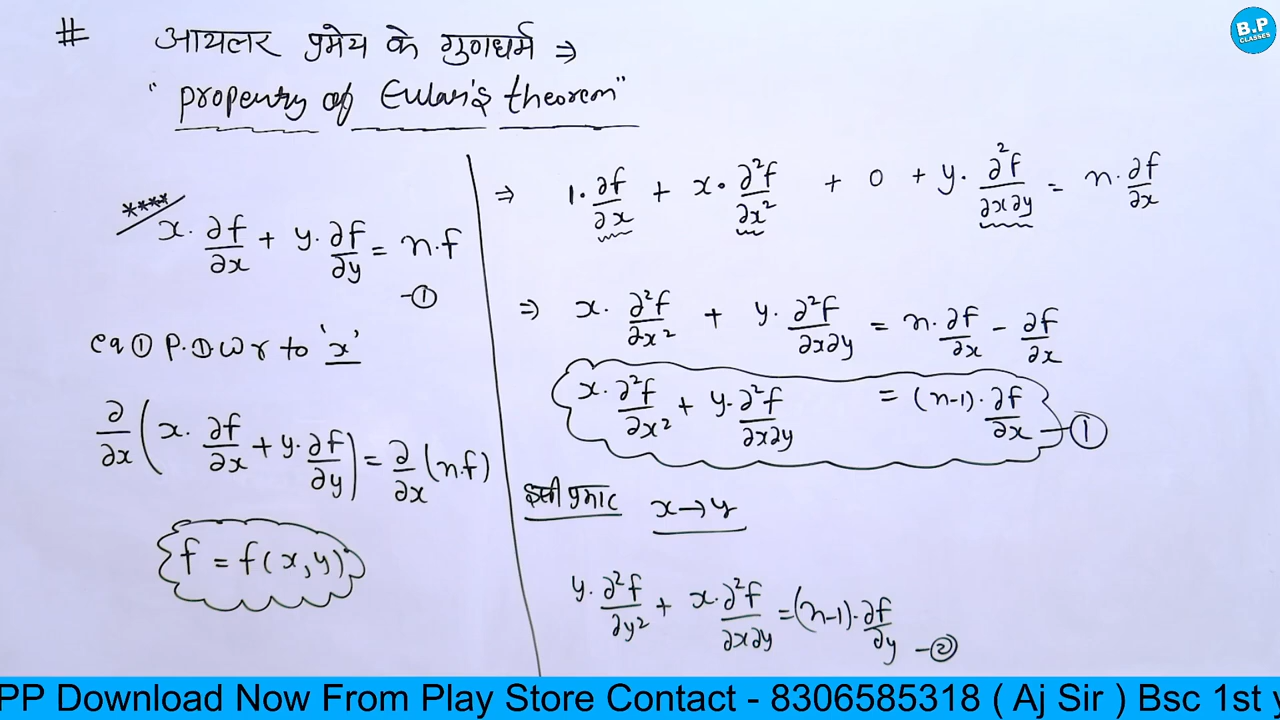 # आयलर प्रमेय के गुणधर्म ⇒
"property of Eular's theorem"
****
x·∂f/∂x + y·∂f/∂y = n·f
-①
eq ① P.D w r to 'x'
∂/∂x (x·∂f/∂x + y·∂f/∂y) = ∂/∂x (n·f)
f = f(x,y)
⇒ 1·∂f/∂x + x·∂²f/∂x² + 0 + y·∂²f/∂x∂y = n·∂f/∂x
⇒ x·∂²f/∂x² + y·∂²f/∂x∂y = n·∂f/∂x - ∂f/∂x
x·∂²f/∂x² + y·∂²f/∂x∂y = (n-1)·∂f/∂x -①
इसी प्रकार x→y
y·∂²f/∂y² + x·∂²f/∂x∂y = (n-1)·∂f/∂y -②
B.P
CLASSES
PP Download Now From Play Store Contact - 8306585318 ( Aj Sir ) Bsc 1st y